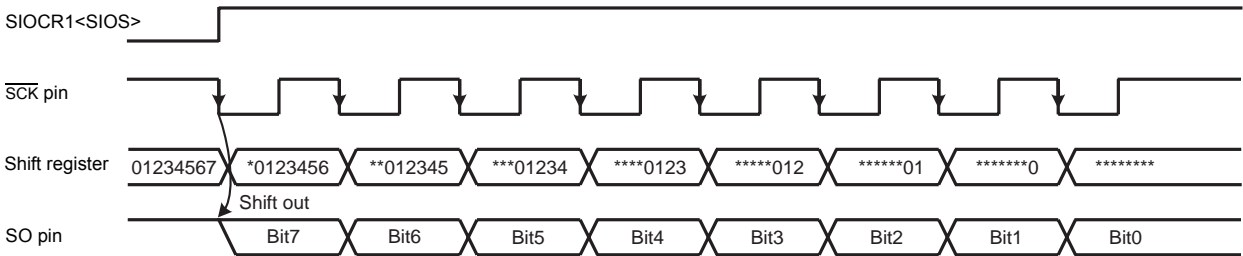 SIOCR1<SIOS>
SCK pin
Shift register 01234567 *0123456 **012345 ***01234 ****0123 *****012 ******01 *******0 ********
Shift out
SO pin Bit7 Bit6 Bit5 Bit4 Bit3 Bit2 Bit1 Bit0